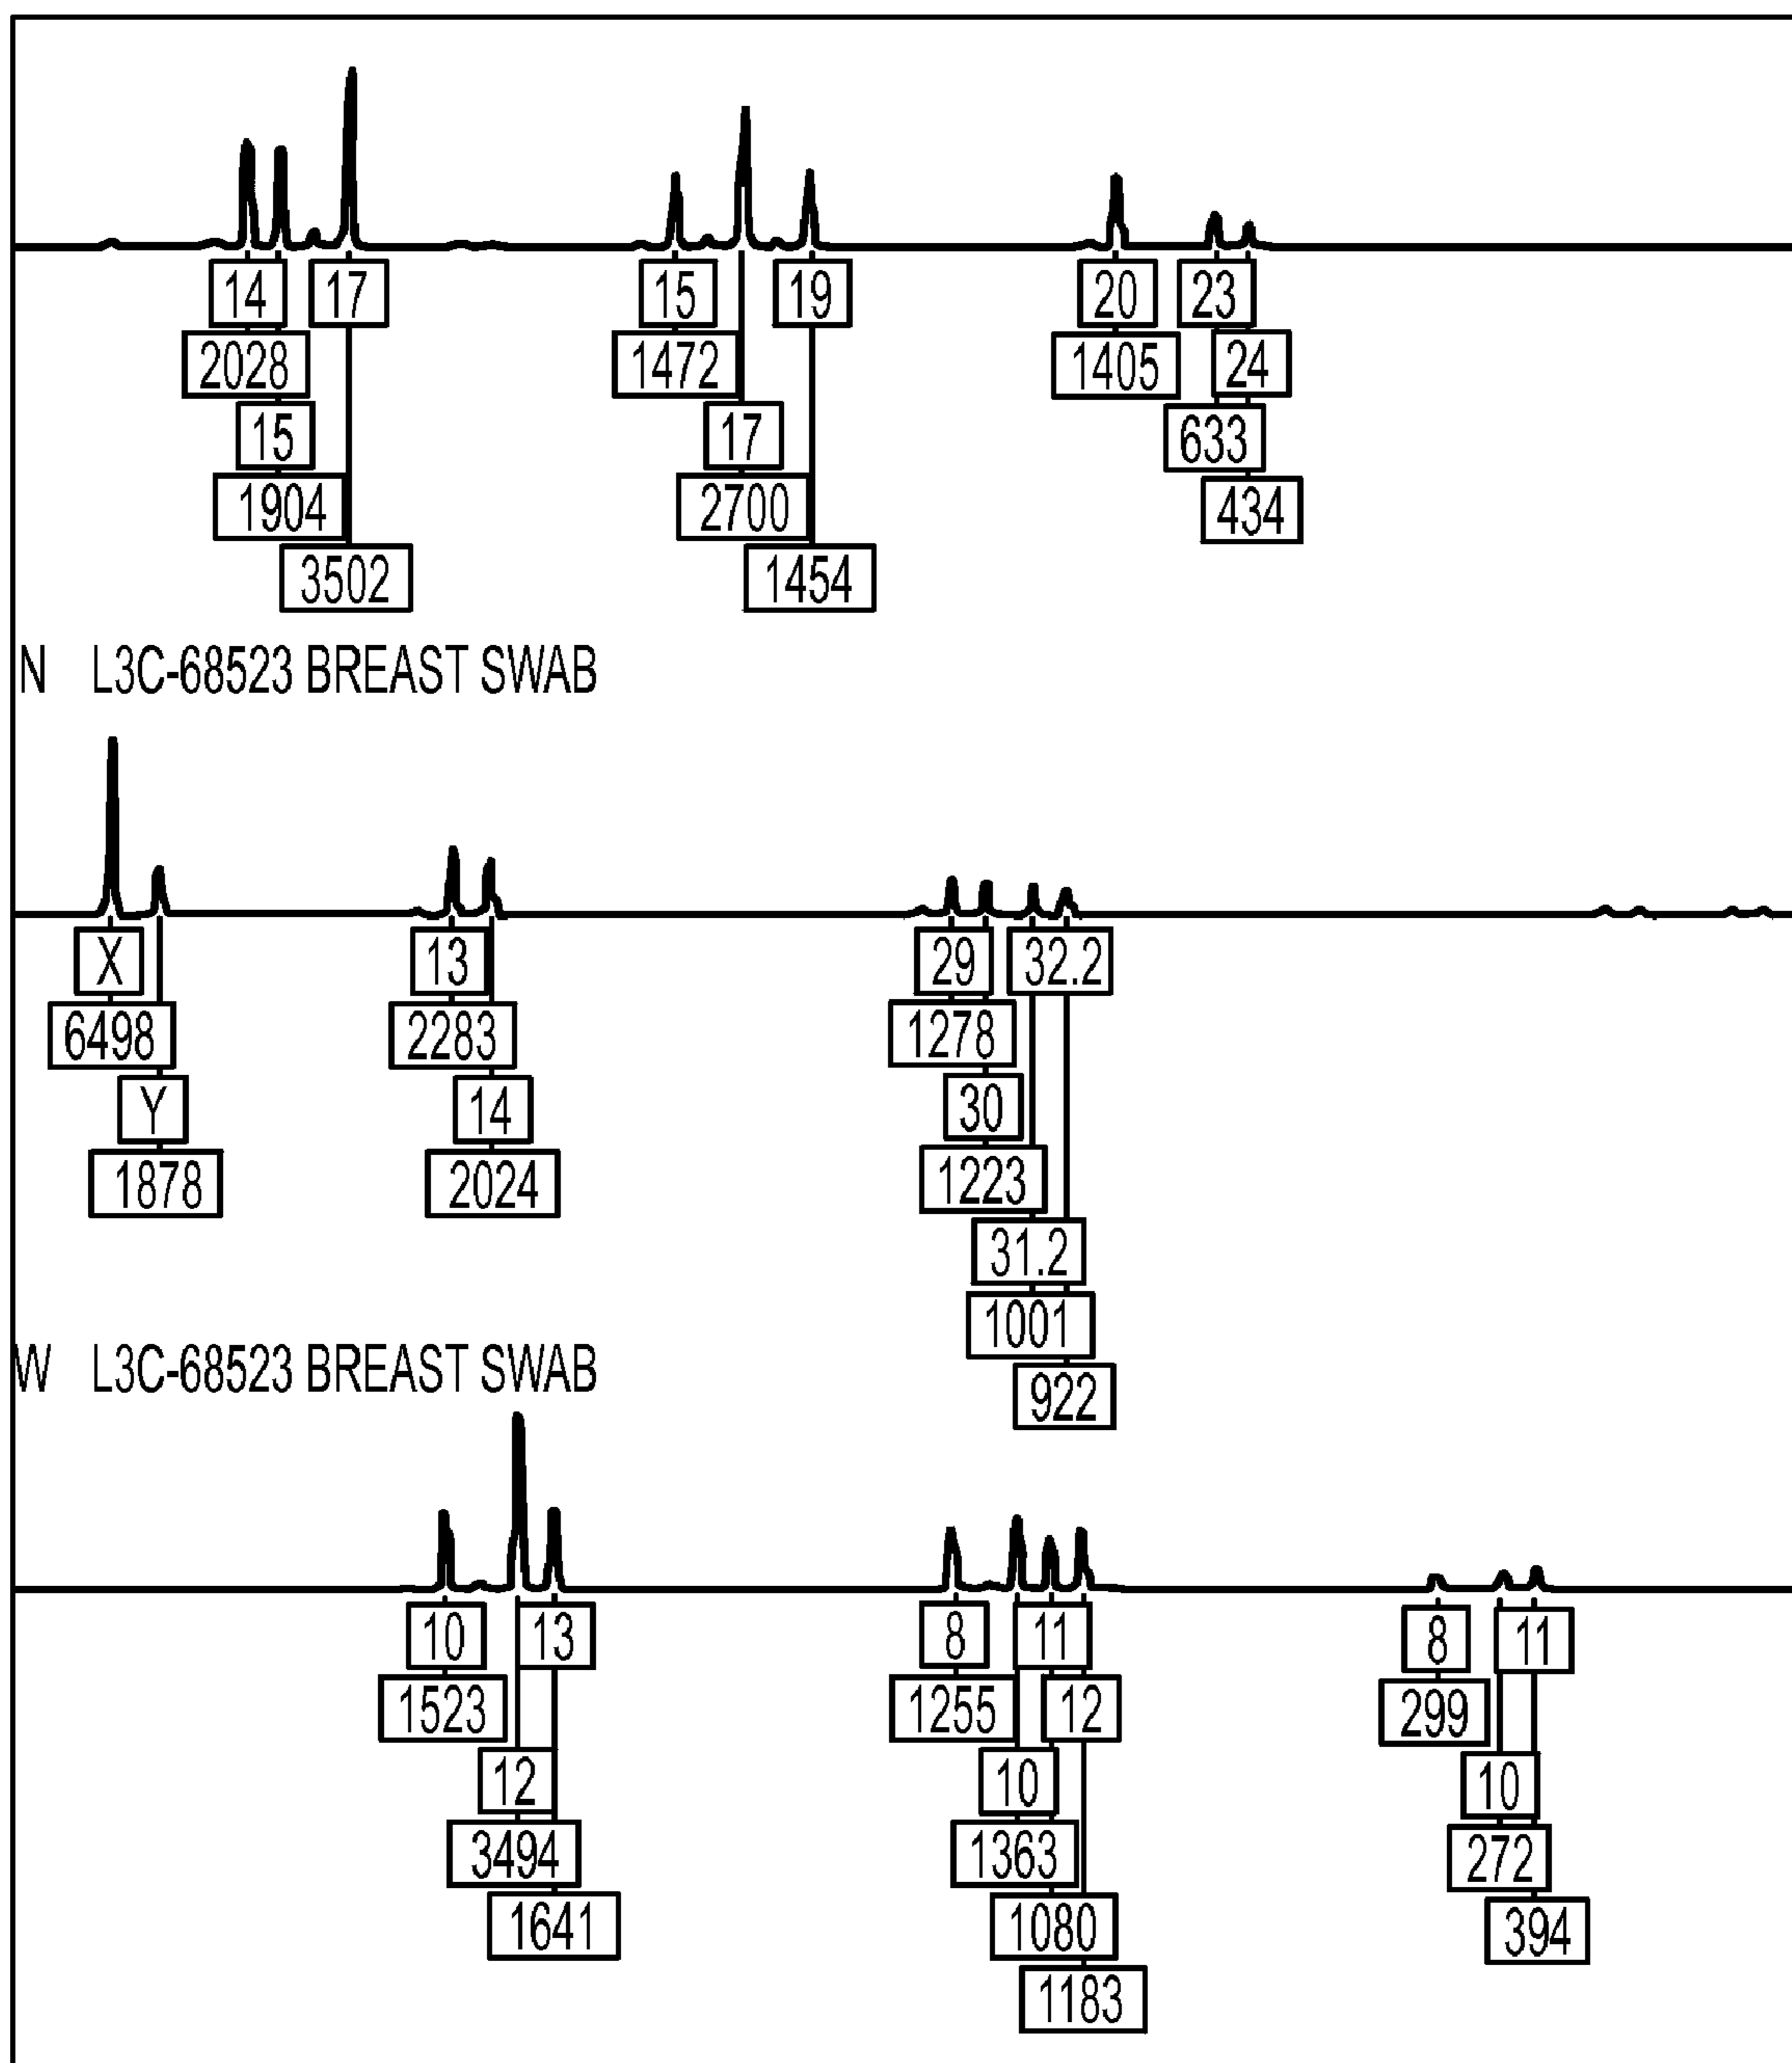 14 17 15 19 20 23
2028 1472 1405 24
15 17 633
1904 2700 434
3502 1454
N L3C-68523 BREAST SWAB
X 13 29 32.2
6498 2283 1278
Y 14 30
1878 2024 1223
31.2
1001
W L3C-68523 BREAST SWAB
922
10 13 8 11 8 11
1523 1255 12 299
12 10 10
3494 1363 272
1641 1080 394
1183